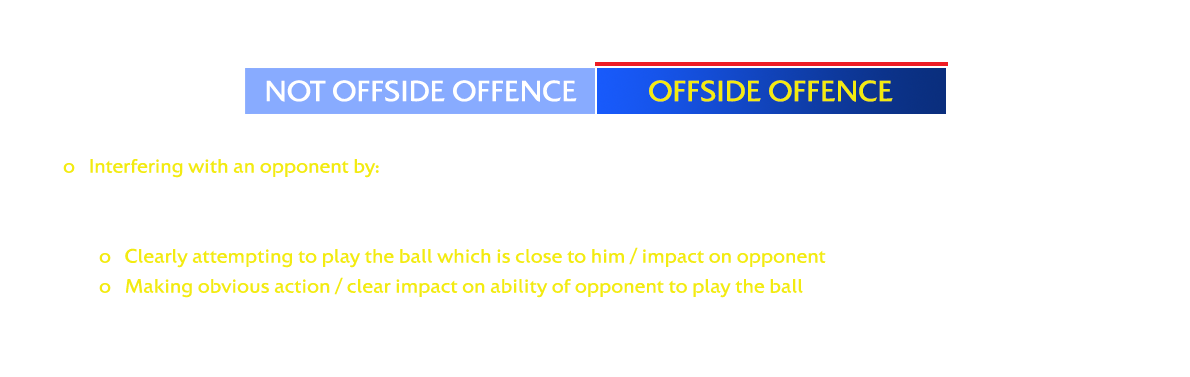 NOT OFFSIDE OFFENCE
OFFSIDE OFFENCE
o Interfering with an opponent by:
o Clearly attempting to play the ball which is close to him / impact on opponent
o Making obvious action / clear impact on ability of opponent to play the ball